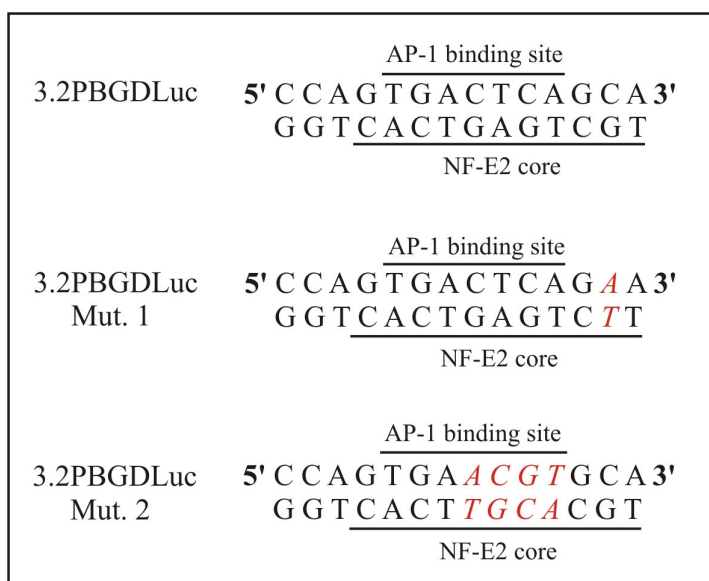 AP-1 binding site
3.2PBGDLuc 5' C C A G T G A C T C A G C A 3'
G G T C A C T G A G T C G T
NF-E2 core
AP-1 binding site
3.2PBGDLuc 5' C C A G T G A C T C A G A A 3'
Mut. 1 G G T C A C T G A G T C T T
NF-E2 core
AP-1 binding site
3.2PBGDLuc 5' C C A G T G A A C G T G C A 3'
Mut. 2 G G T C A C T T G C A C G T
NF-E2 core